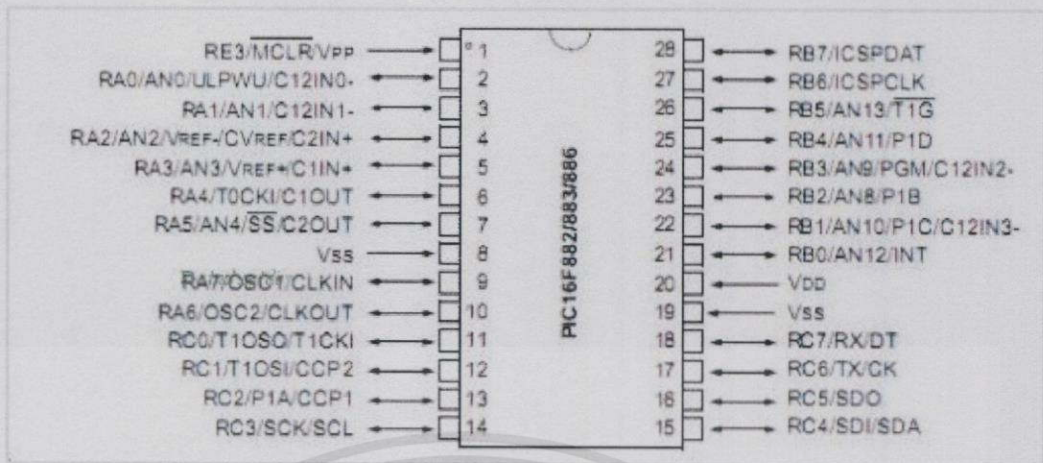 RE3/MCLR/VPP 1 28 RB7/ICSPDAT
RA0/AN0/ULPWU/C12IN0- 2 27 RB6/ICSPCLK
RA1/AN1/C12IN1- 3 26 RB5/AN13/T1G
RA2/AN2/VREF-/CVREF/C2IN+ 4 25 RB4/AN11/P1D
RA3/AN3/VREF+/C1IN+ 5 24 RB3/AN9/PGM/C12IN2-
RA4/T0CKI/C1OUT 6 23 RB2/AN8/P1B
RA5/AN4/SS/C2OUT 7 22 RB1/AN10/P1C/C12IN3-
VSS 8 21 RB0/AN12/INT
RA7/OSC1/CLKIN 9 20 VDD
RA6/OSC2/CLKOUT 10 19 VSS
RC0/T1OSO/T1CKI 11 18 RC7/RX/DT
RC1/T1OSI/CCP2 12 17 RC6/TX/CK
RC2/P1A/CCP1 13 16 RC5/SDO
RC3/SCK/SCL 14 15 RC4/SDI/SDA
PIC16F882/883/886